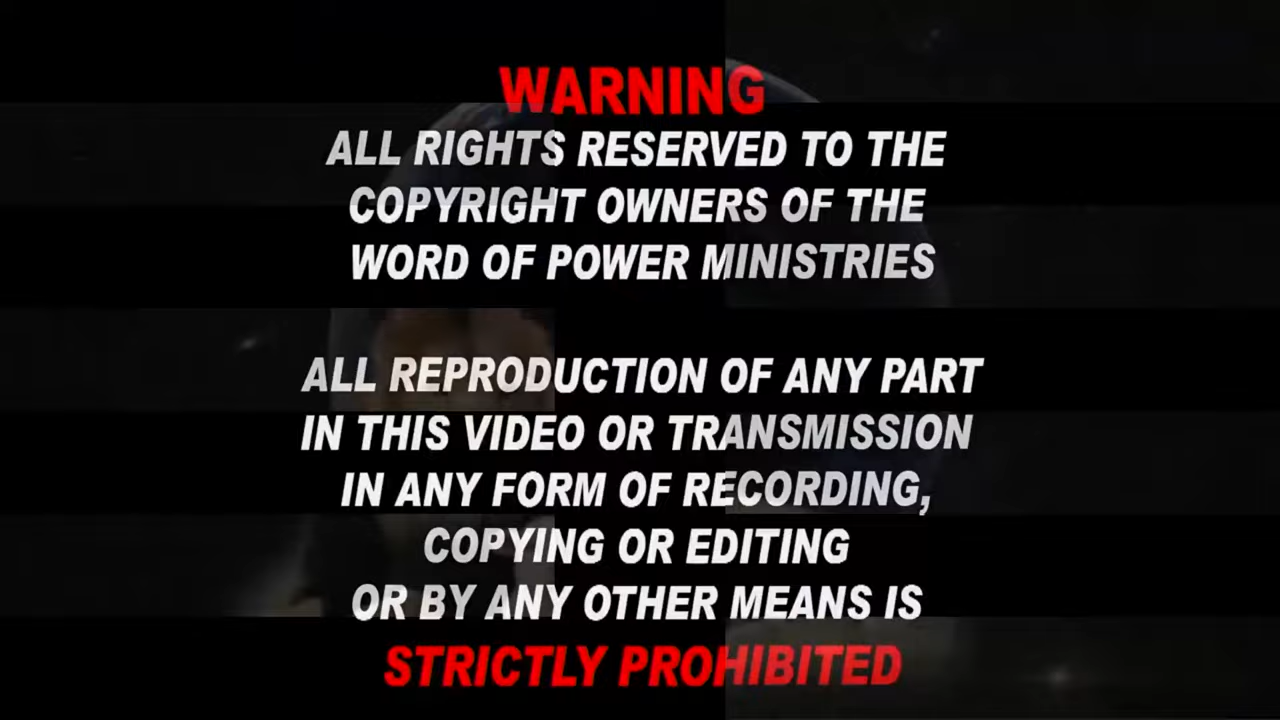 WARNING
ALL RIGHTS RESERVED TO THE
COPYRIGHT OWNERS OF THE
WORD OF POWER MINISTRIES
ALL REPRODUCTION OF ANY PART
IN THIS VIDEO OR TRANSMISSION
IN ANY FORM OF RECORDING,
COPYING OR EDITING
OR BY ANY OTHER MEANS IS
STRICTLY PROHIBITED